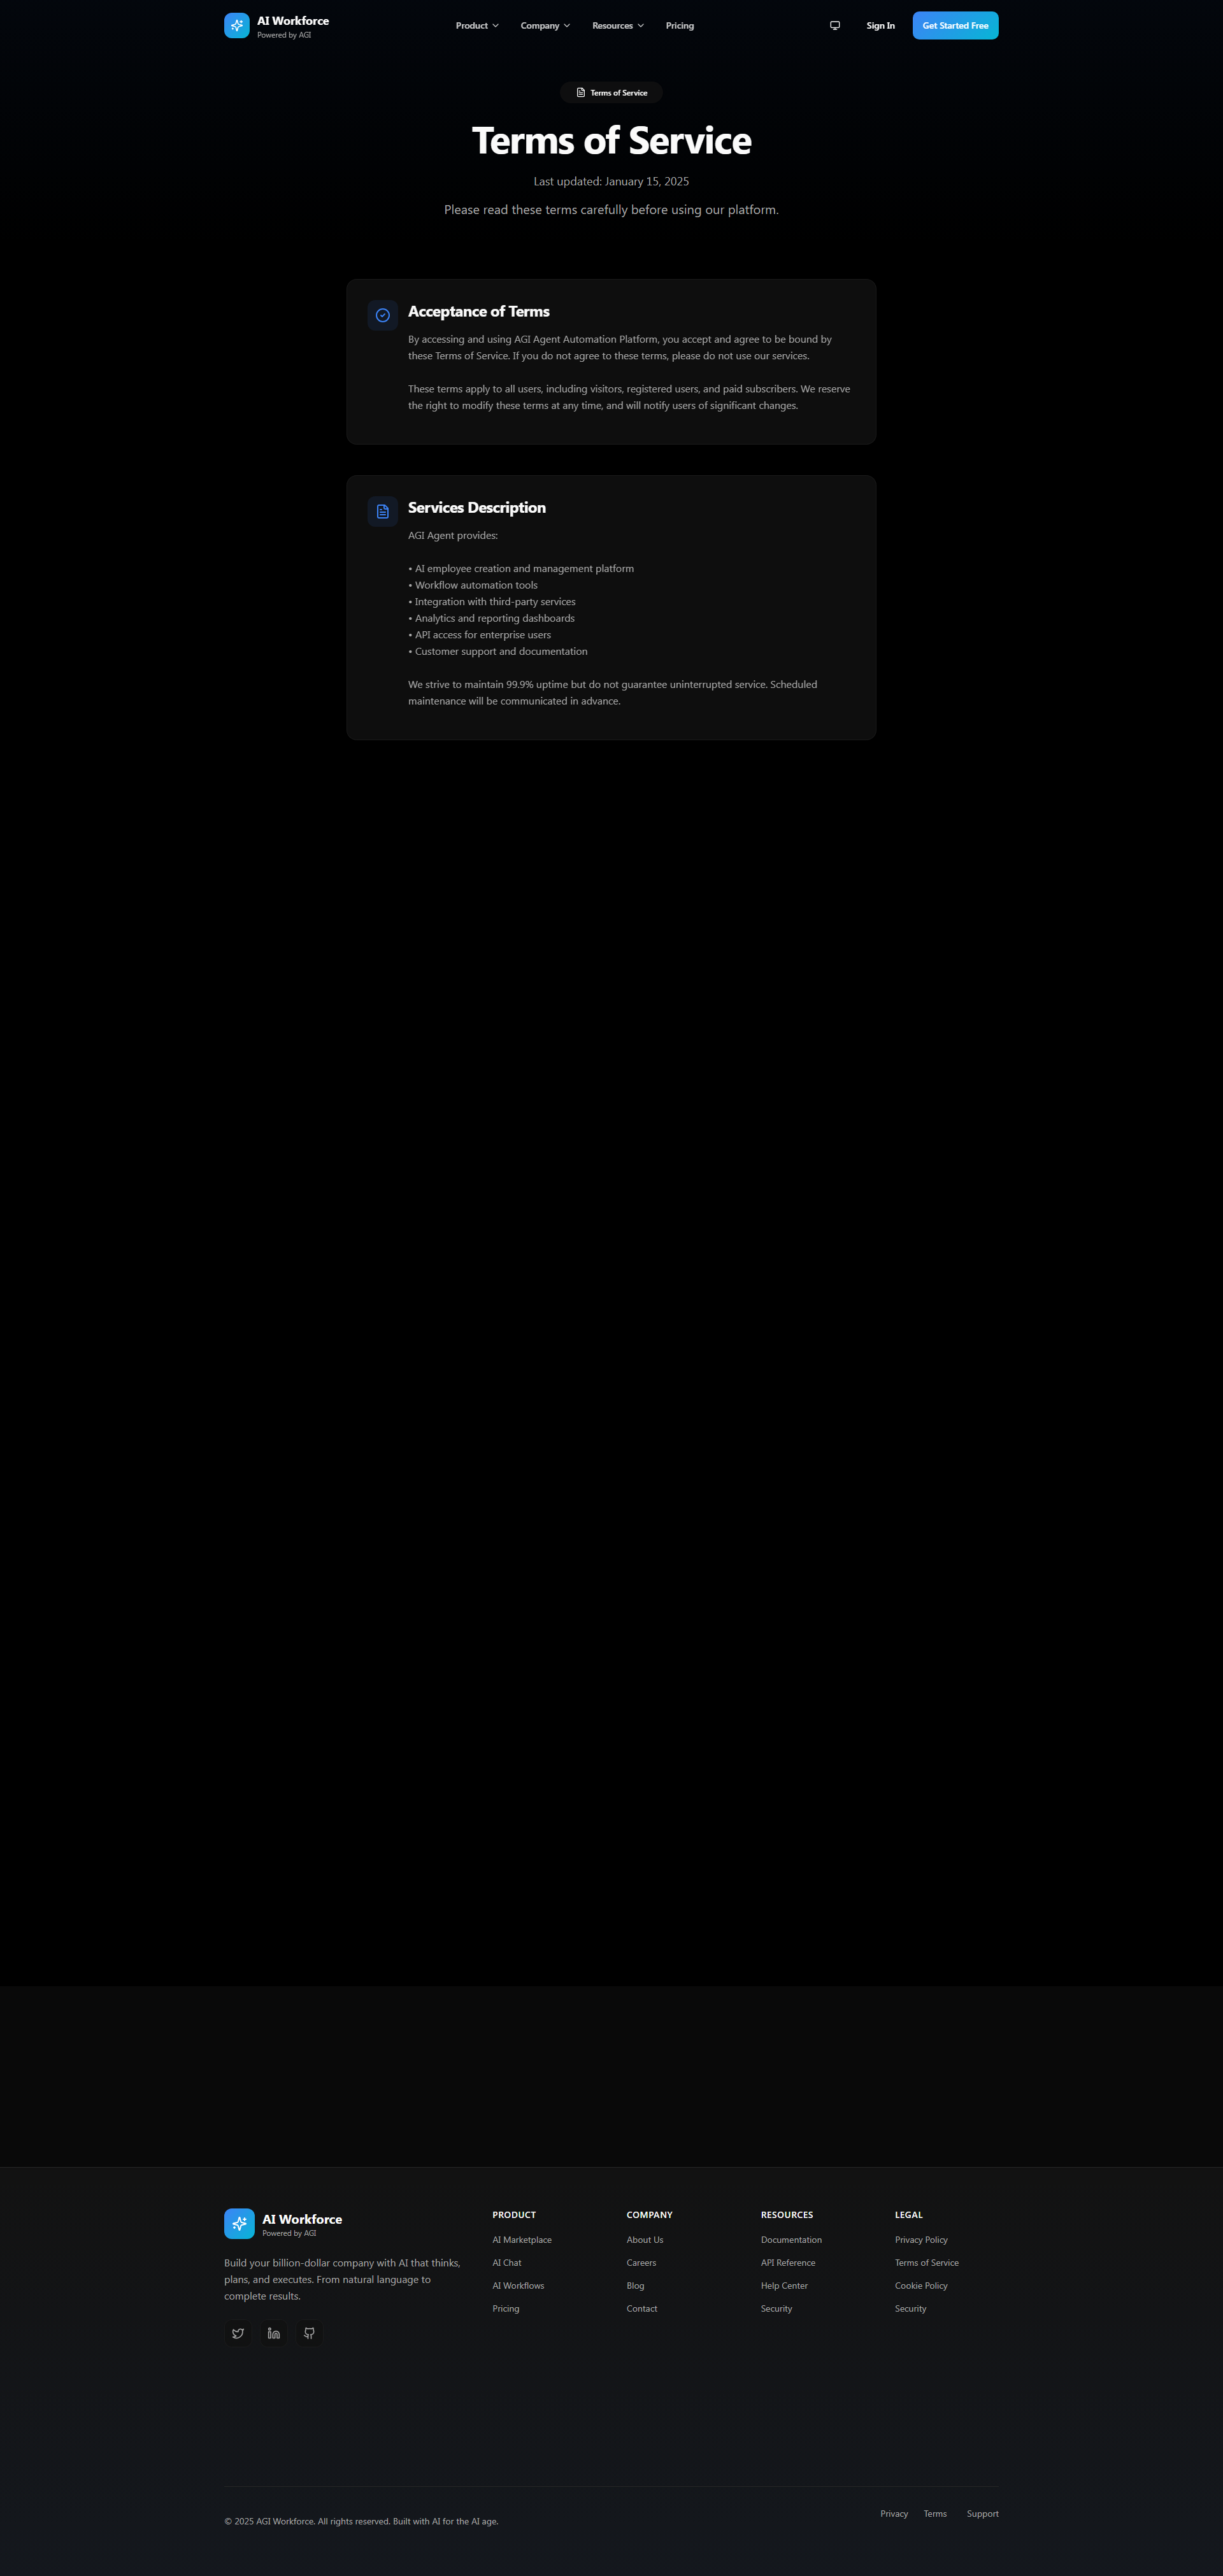 AI Workforce
Powered by AGI
Product
Company
Resources
Pricing
Sign In
Get Started Free
Terms of Service
Terms of Service
Last updated: January 15, 2025
Please read these terms carefully before using our platform.
Acceptance of Terms
By accessing and using AGI Agent Automation Platform, you accept and agree to be bound by
these Terms of Service. If you do not agree to these terms, please do not use our services.
These terms apply to all users, including visitors, registered users, and paid subscribers. We reserve
the right to modify these terms at any time, and will notify users of significant changes.
Services Description
AGI Agent provides:
• AI employee creation and management platform
• Workflow automation tools
• Integration with third-party services
• Analytics and reporting dashboards
• API access for enterprise users
• Customer support and documentation
We strive to maintain 99.9% uptime but do not guarantee uninterrupted service. Scheduled
maintenance will be communicated in advance.
AI Workforce
Powered by AGI
Build your billion-dollar company with AI that thinks,
plans, and executes. From natural language to
complete results.
PRODUCT
AI Marketplace
AI Chat
AI Workflows
Pricing
COMPANY
About Us
Careers
Blog
Contact
RESOURCES
Documentation
API Reference
Help Center
Security
LEGAL
Privacy Policy
Terms of Service
Cookie Policy
Security
© 2025 AGI Workforce. All rights reserved. Built with AI for the AI age.
Privacy
Terms
Support